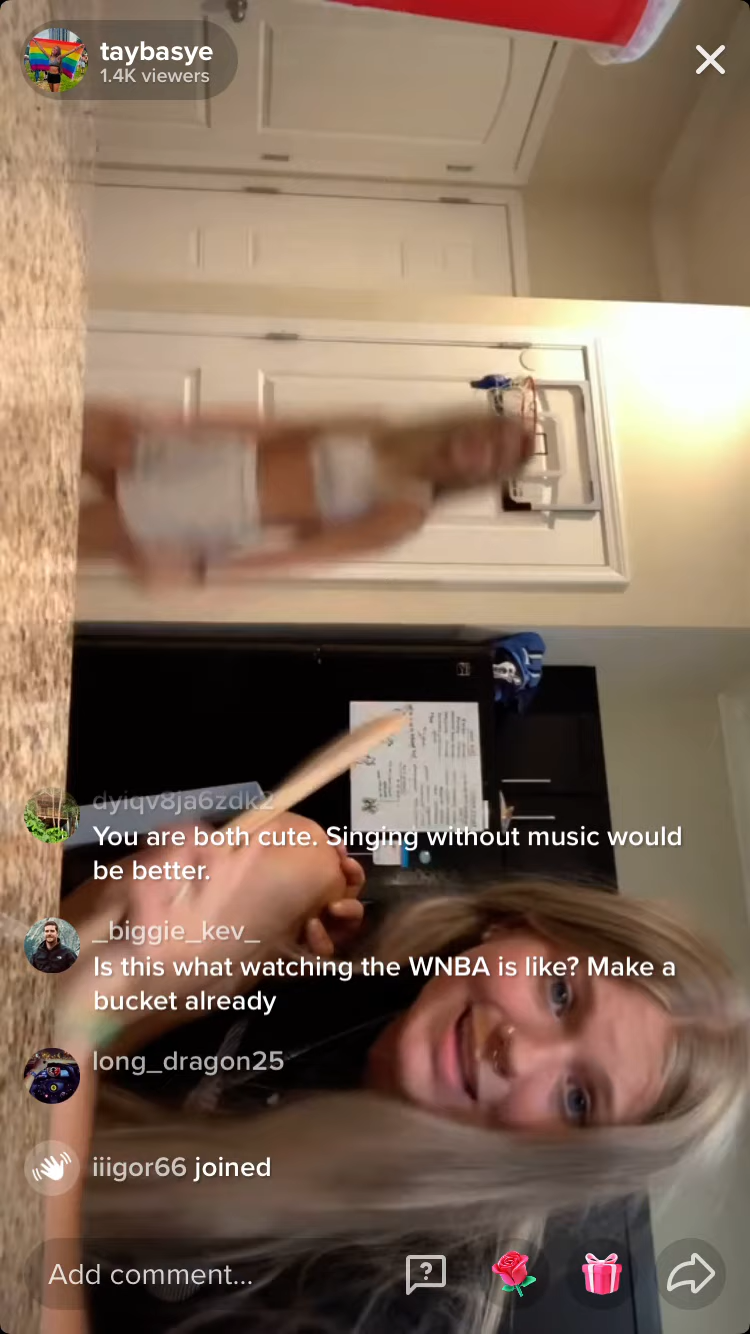 taybasye
1.4K viewers
dyiqv8ja6zdk2
You are both cute. Singing without music would
be better.
_biggie_kev_
Is this what watching the WNBA is like? Make a
bucket already
long_dragon25
iiigor66 joined
Add comment...
?